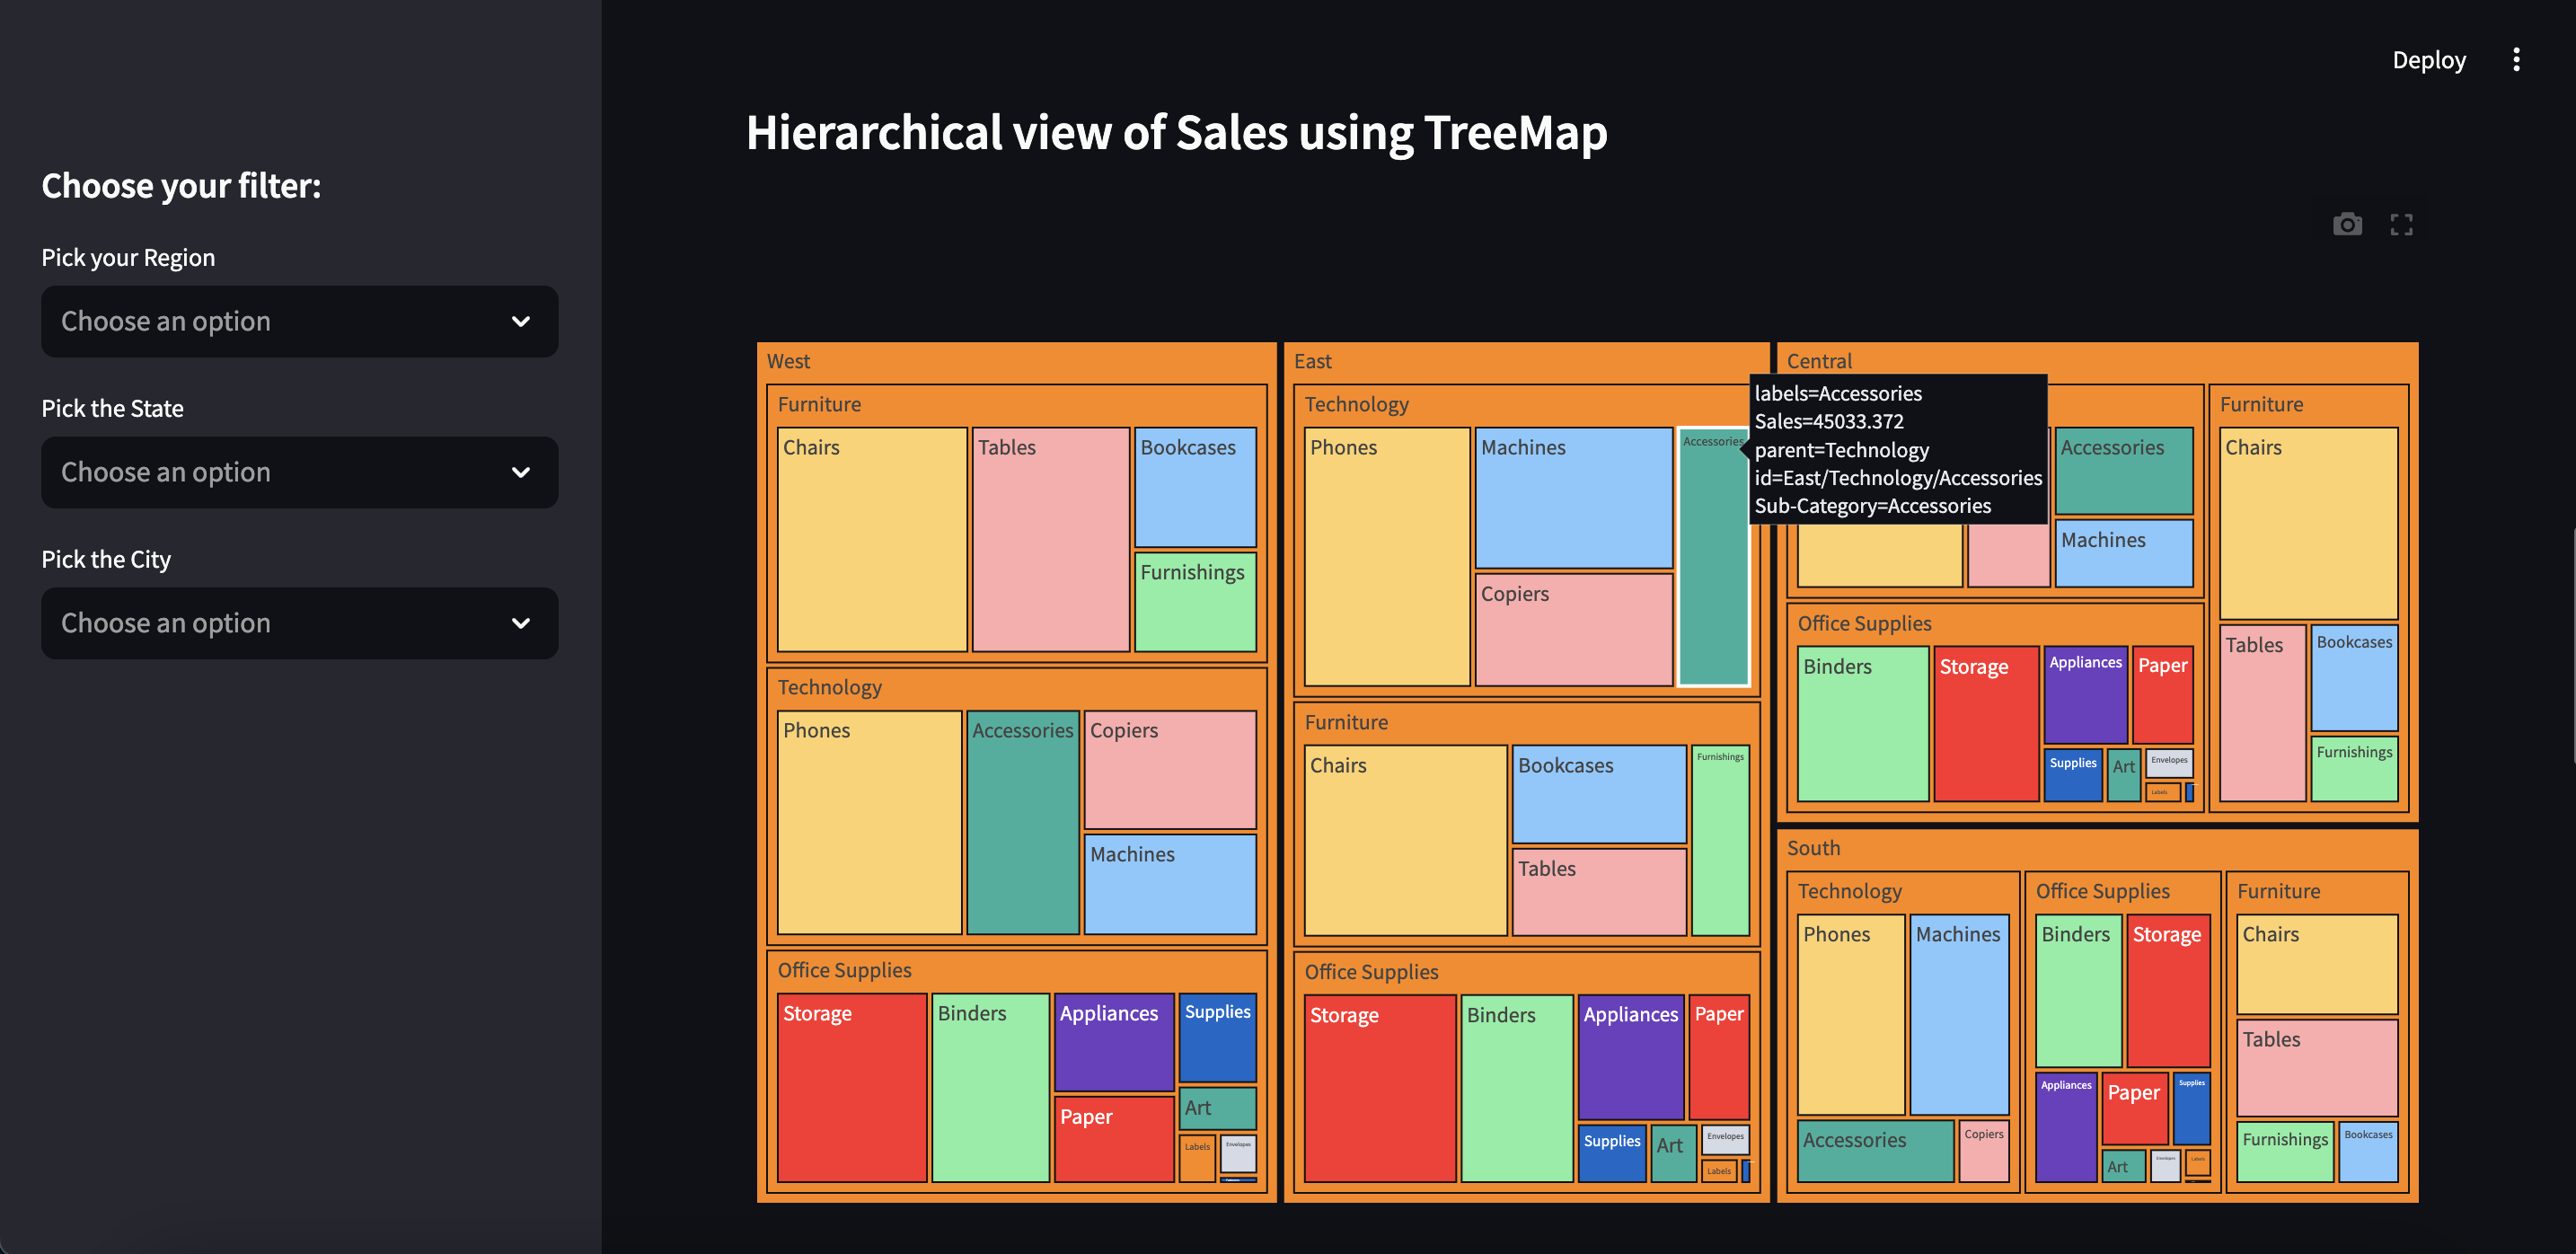 Deploy
Hierarchical view of Sales using TreeMap
Choose your filter:
Pick your Region
Choose an option
Pick the State
Choose an option
Pick the City
Choose an option
West
Furniture
Chairs
Tables
Bookcases
Furnishings
Technology
Phones
Accessories
Copiers
Machines
Office Supplies
Storage
Binders
Appliances
Supplies
Paper
Art
Labels
Envelopes
East
Technology
Phones
Machines
Accessories
Copiers
labels=Accessories
Sales=45033.372
parent=Technology
id=East/Technology/Accessories
Sub-Category=Accessories
Furniture
Chairs
Bookcases
Furnishings
Tables
Office Supplies
Storage
Binders
Appliances
Paper
Supplies
Art
Envelopes
Labels
Central
Accessories
Machines
Office Supplies
Binders
Storage
Appliances
Paper
Supplies
Art
Envelopes
Labels
Furniture
Chairs
Tables
Bookcases
Furnishings
South
Technology
Phones
Machines
Accessories
Copiers
Office Supplies
Binders
Storage
Appliances
Paper
Supplies
Art
Envelopes
Labels
Furniture
Chairs
Tables
Furnishings
Bookcases